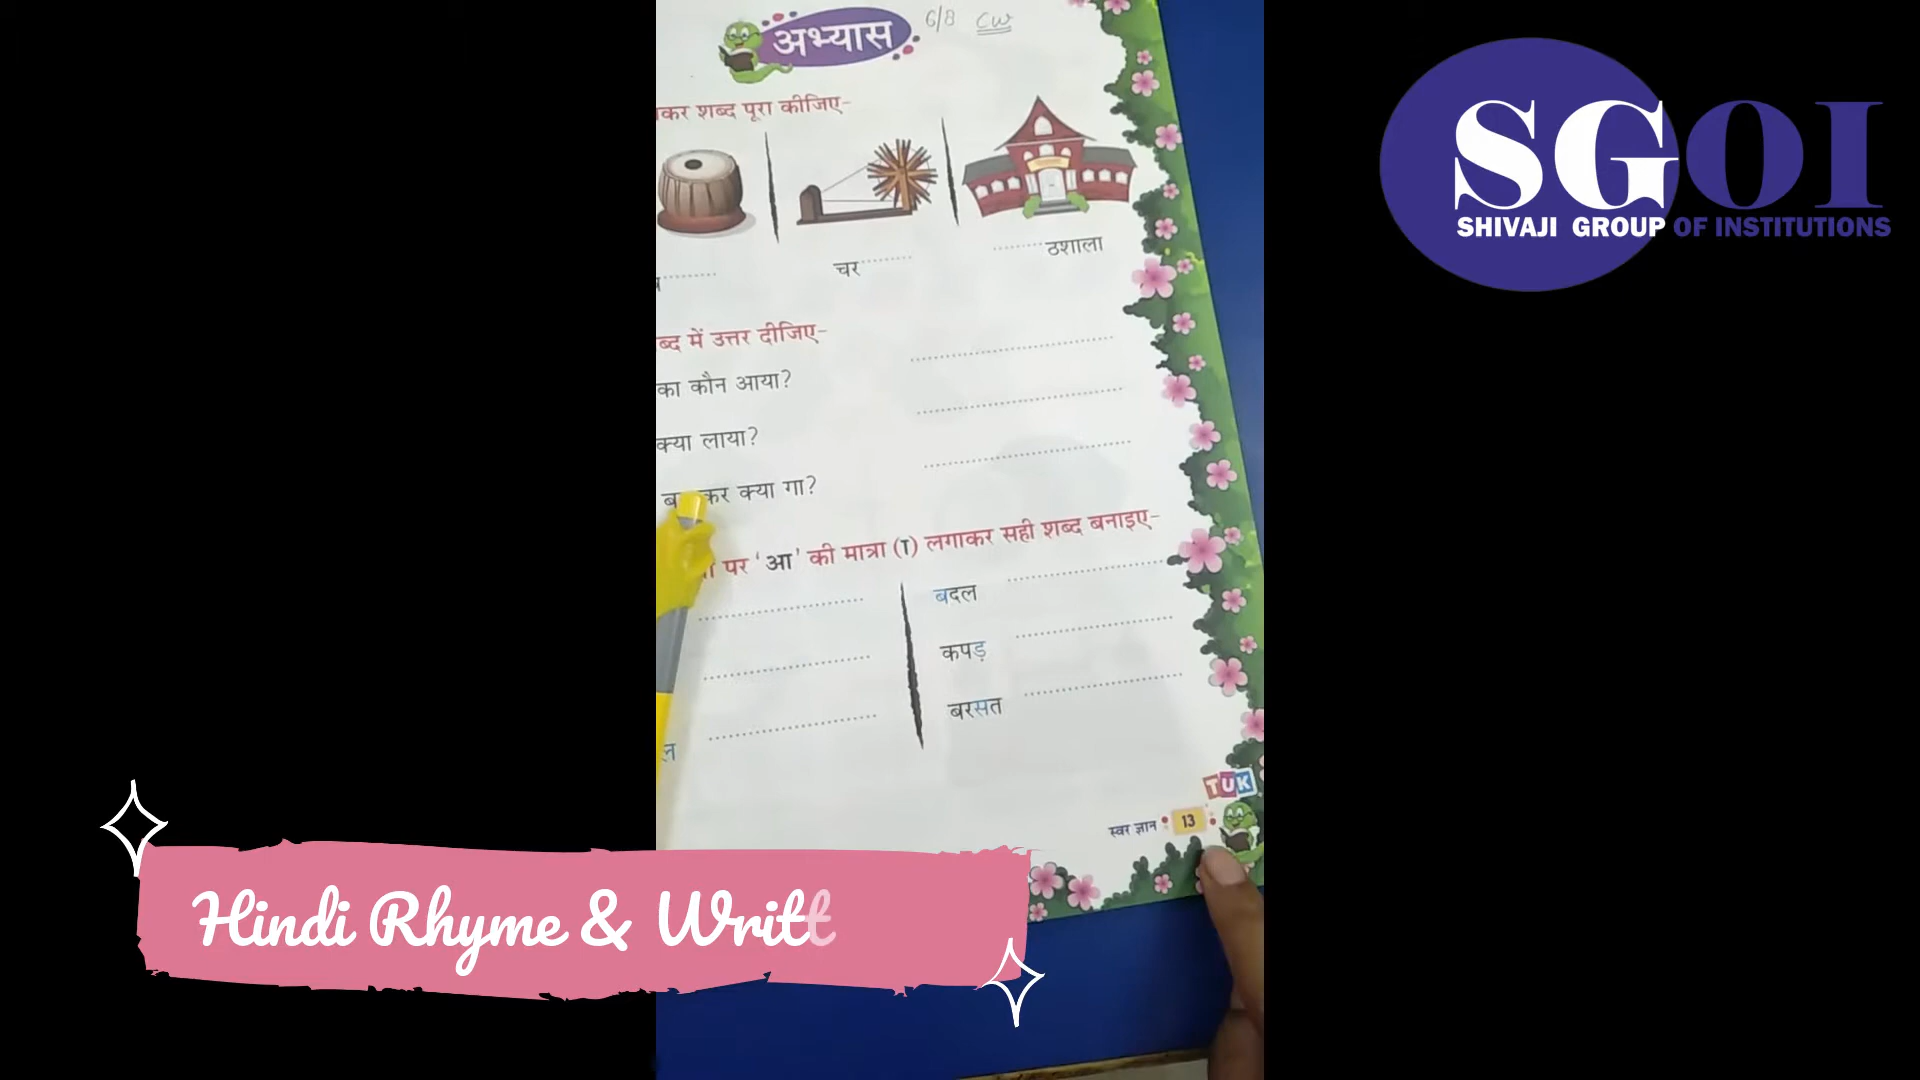 अभ्यास
6/8 CW
कर शब्द पूरा कीजिए-
चर
ठशाला
ब्द में उत्तर दीजिए-
का कौन आया?
क्या लाया?
कर क्या गा?
पर 'आ' की मात्रा (ा) लगाकर सही शब्द बनाइए-
बदल
कपड़
बरसत
ल
TUK
स्वर ज्ञान 13
SGOI
SHIVAJI GROUP OF INSTITUTIONS
Hindi Rhyme & Writt